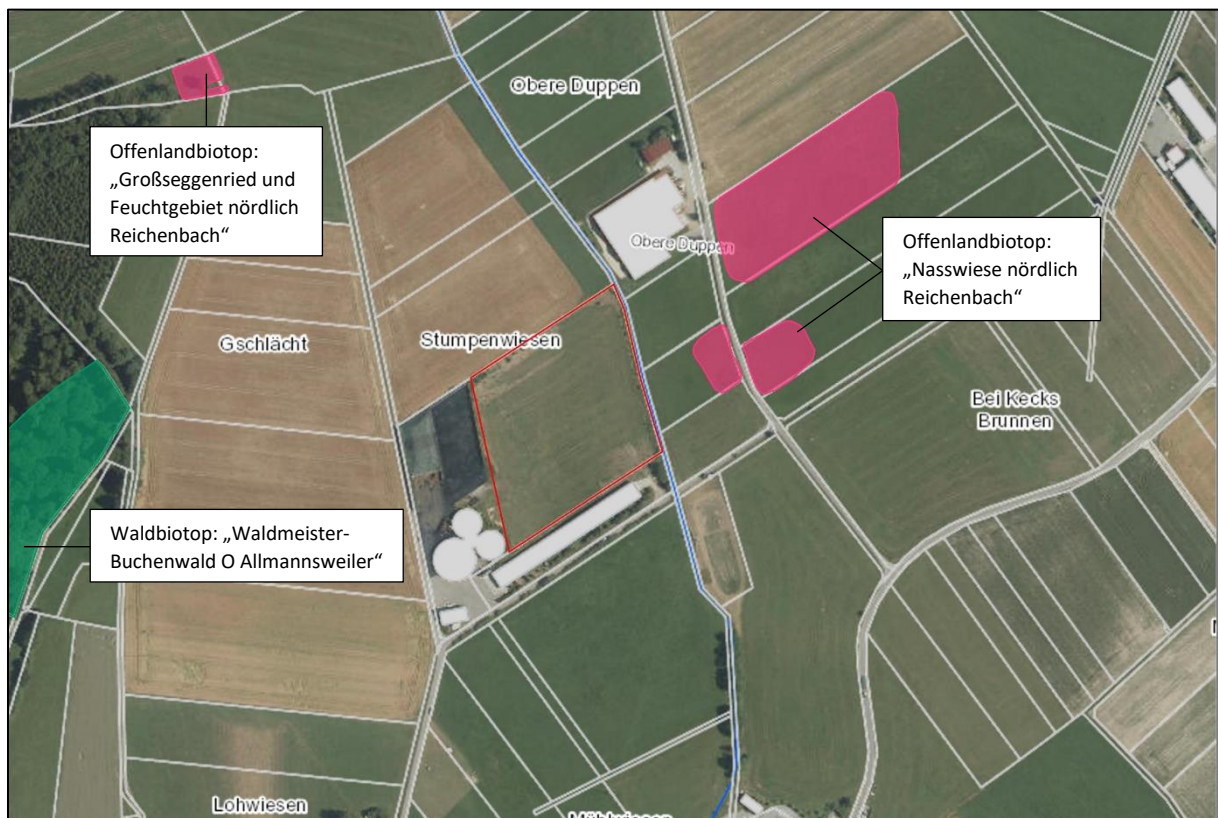 Obere Duppen
Offenlandbiotop:
„Großseggenried und
Feuchtgebiet nördlich
Reichenbach“
Obere Duppen
Offenlandbiotop:
„Nasswiese nördlich
Reichenbach“
Gschlächt
Stumpenwiesen
Bei Kecks
Brunnen
Waldbiotop: „Waldmeister-
Buchenwald O Allmannsweiler“
Lohwiesen